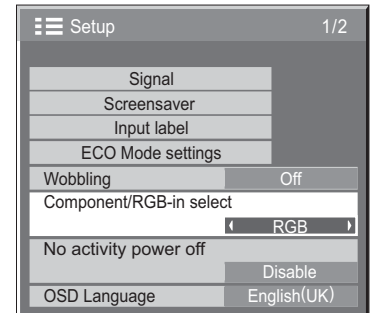 Setup 1/2
Signal
Screensaver
Input label
ECO Mode settings
Wobbling Off
Component/RGB-in select
RGB
No activity power off
Disable
OSD Language English(UK)